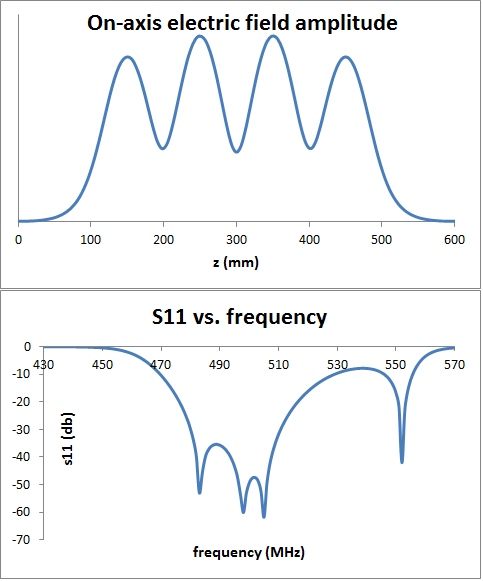 On-axis electric field amplitude
0 100 200 300 400 500 600
z (mm)
S11 vs. frequency
0
430 450 470 490 510 530 550 570
-10
-20
-30
-40
-50
-60
-70
s11 (db)
frequency (MHz)